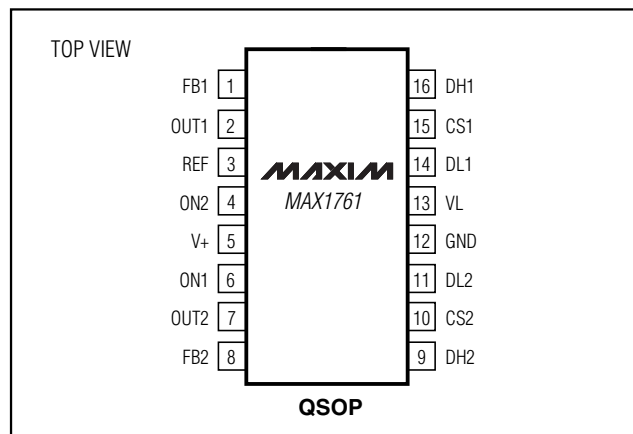 TOP VIEW
FB1 1 16 DH1
OUT1 2 15 CS1
REF 3 MAXIM 14 DL1
ON2 4 MAX1761 13 VL
V+ 5 12 GND
ON1 6 11 DL2
OUT2 7 10 CS2
FB2 8 9 DH2
QSOP